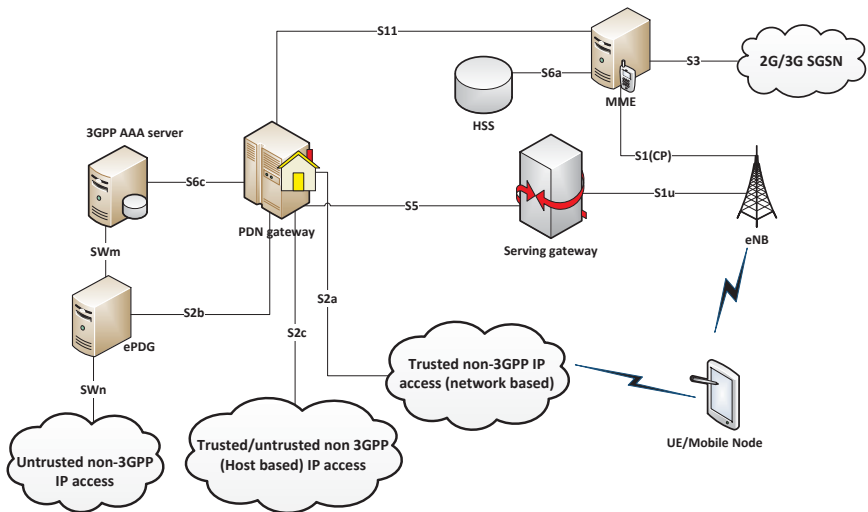 S11
S3
2G/3G SGSN
S6a
MME
HSS
3GPP AAA server
S1(CP)
S6c
S1u
S5
PDN gateway
Serving gateway
eNB
SWm
S2a
S2b
S2c
ePDG
Trusted non-3GPP IP
access (network based)
SWn
Trusted/untrusted non 3GPP
(Host based) IP access
UE/Mobile Node
Untrusted non-3GPP
IP access